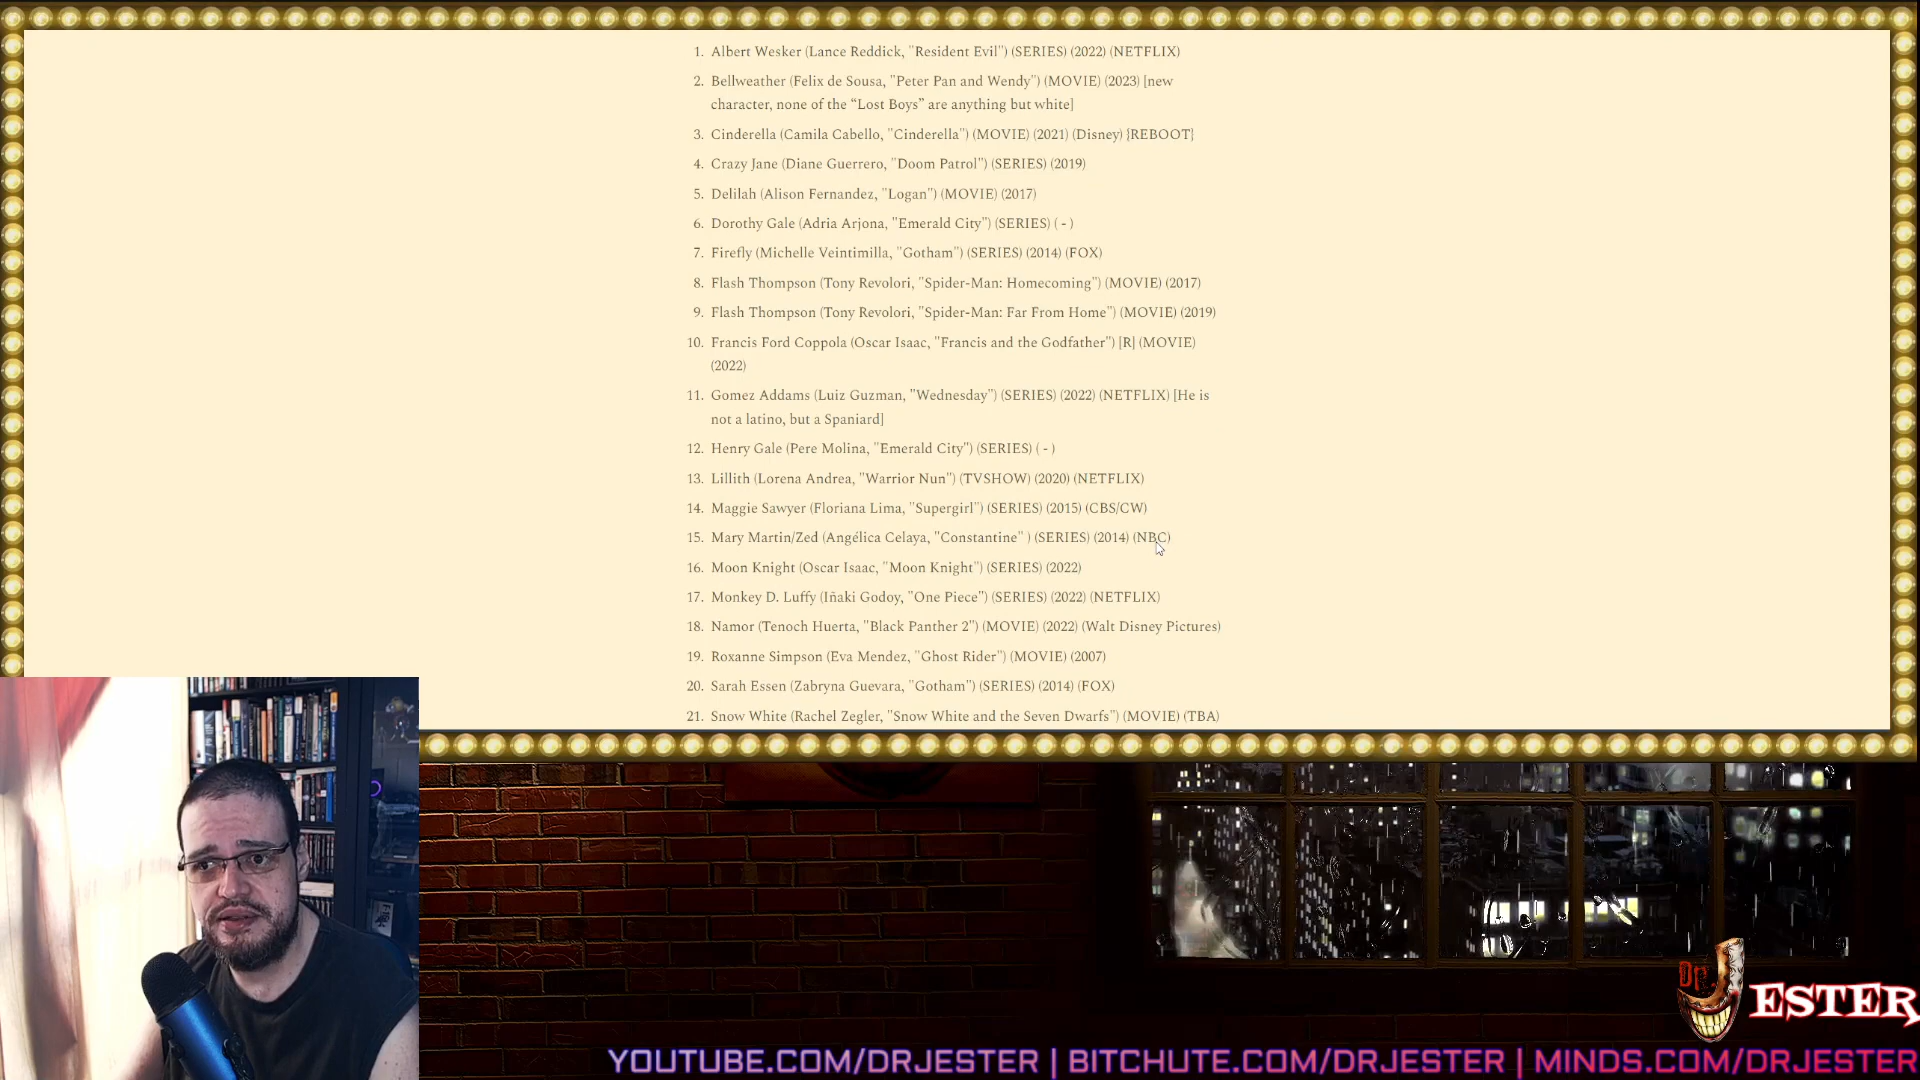 1. Albert Wesker (Lance Reddick, "Resident Evil") (SERIES) (2022) (NETFLIX)
2. Bellweather (Felix de Sousa, "Peter Pan and Wendy") (MOVIE) (2023) [new
character, none of the “Lost Boys” are anything but white]
3. Cinderella (Camila Cabello, "Cinderella") (MOVIE) (2021) (Disney) {REBOOT}
4. Crazy Jane (Diane Guerrero, "Doom Patrol") (SERIES) (2019)
5. Delilah (Alison Fernandez, "Logan") (MOVIE) (2017)
6. Dorothy Gale (Adria Arjona, "Emerald City") (SERIES) ( - )
7. Firefly (Michelle Veintimilla, "Gotham") (SERIES) (2014) (FOX)
8. Flash Thompson (Tony Revolori, "Spider-Man: Homecoming") (MOVIE) (2017)
9. Flash Thompson (Tony Revolori, "Spider-Man: Far From Home") (MOVIE) (2019)
10. Francis Ford Coppola (Oscar Isaac, "Francis and the Godfather") [R] (MOVIE)
(2022)
11. Gomez Addams (Luiz Guzman, "Wednesday") (SERIES) (2022) (NETFLIX) [He is
not a latino, but a Spaniard]
12. Henry Gale (Pere Molina, "Emerald City") (SERIES) ( - )
13. Lillith (Lorena Andrea, "Warrior Nun") (TVSHOW) (2020) (NETFLIX)
14. Maggie Sawyer (Floriana Lima, "Supergirl") (SERIES) (2015) (CBS/CW)
15. Mary Martin/Zed (Angélica Celaya, "Constantine" ) (SERIES) (2014) (NBC)
16. Moon Knight (Oscar Isaac, "Moon Knight") (SERIES) (2022)
17. Monkey D. Luffy (Iñaki Godoy, "One Piece") (SERIES) (2022) (NETFLIX)
18. Namor (Tenoch Huerta, "Black Panther 2") (MOVIE) (2022) (Walt Disney Pictures)
19. Roxanne Simpson (Eva Mendez, "Ghost Rider") (MOVIE) (2007)
20. Sarah Essen (Zabryna Guevara, "Gotham") (SERIES) (2014) (FOX)
21. Snow White (Rachel Zegler, "Snow White and the Seven Dwarfs") (MOVIE) (TBA)
Dr. JESTER
YOUTUBE.COM/DRJESTER | BITCHUTE.COM/DRJESTER | MINDS.COM/DRJESTER